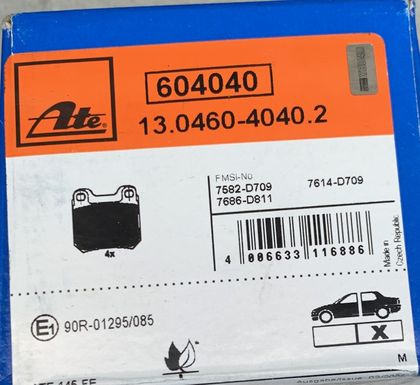 Ate
604040
13.0460-4040.2
FMSI-No
7582-D709 7614-D709
7686-D811
4x
4 006633 116886
Made in
Czech Republic
E1 90R-01295/085
X
M